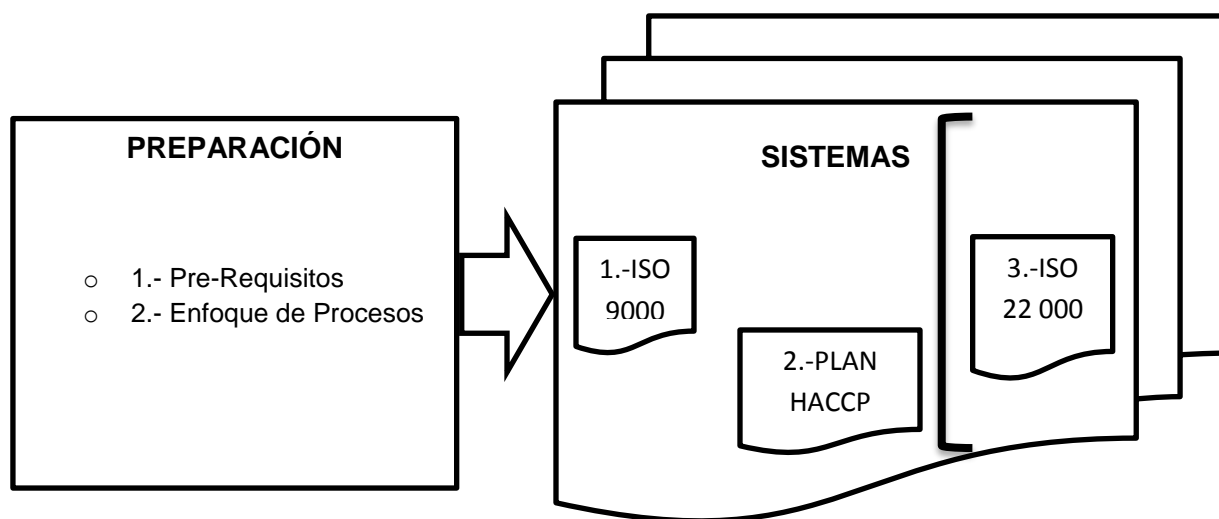 PREPARACIÓN
o 1.- Pre-Requisitos
o 2.- Enfoque de Procesos
SISTEMAS
1.-ISO
9000
2.-PLAN
HACCP
3.-ISO
22 000